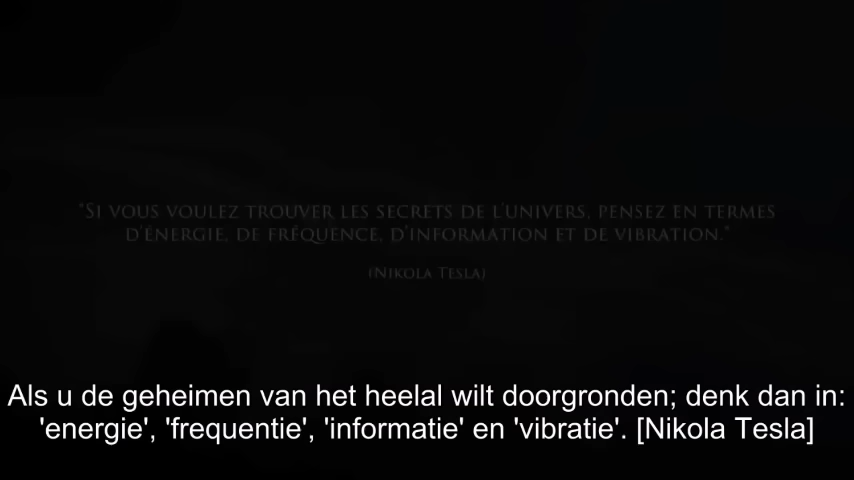 "Si vous voulez trouver les secrets de l'univers, pensez en termes
d'énergie, de fréquence, d'information et de vibration."
(Nikola Tesla)
Als u de geheimen van het heelal wilt doorgronden; denk dan in:
'energie', 'frequentie', 'informatie' en 'vibratie'. [Nikola Tesla]